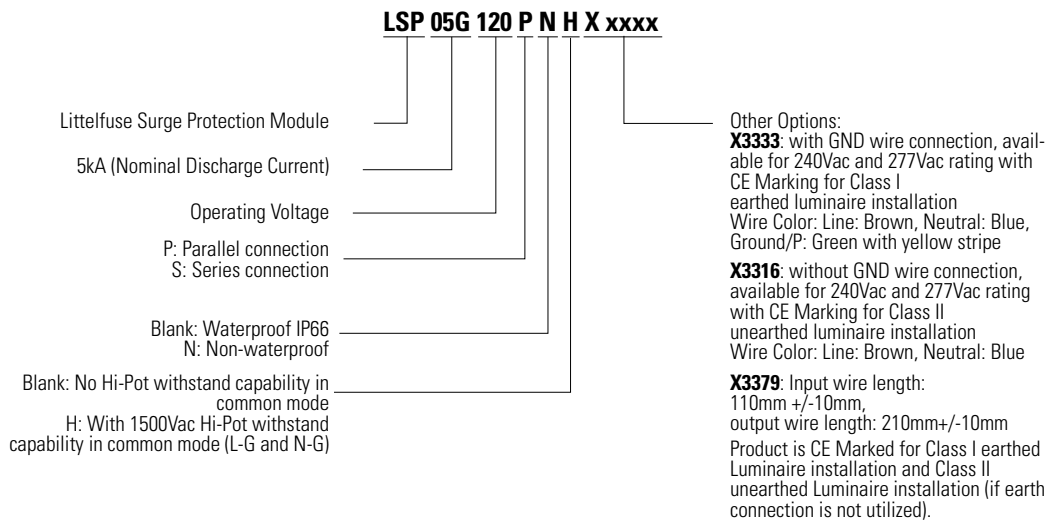 LSP 05G 120 P N H X xxxx
Littelfuse Surge Protection Module
5kA (Nominal Discharge Current)
Operating Voltage
P: Parallel connection
S: Series connection
Blank: Waterproof IP66
N: Non-waterproof
Blank: No Hi-Pot withstand capability in
common mode
H: With 1500Vac Hi-Pot withstand
capability in common mode (L-G and N-G)
Other Options:
X3333: with GND wire connection, avail-
able for 240Vac and 277Vac rating with
CE Marking for Class I
earthed luminaire installation
Wire Color: Line: Brown, Neutral: Blue,
Ground/P: Green with yellow stripe
X3316: without GND wire connection,
available for 240Vac and 277Vac rating
with CE Marking for Class II
unearthed luminaire installation
Wire Color: Line: Brown, Neutral: Blue
X3379: Input wire length:
110mm +/-10mm,
output wire length: 210mm+/-10mm
Product is CE Marked for Class I earthed
Luminaire installation and Class II
unearthed Luminaire installation (if earth
connection is not utilized).